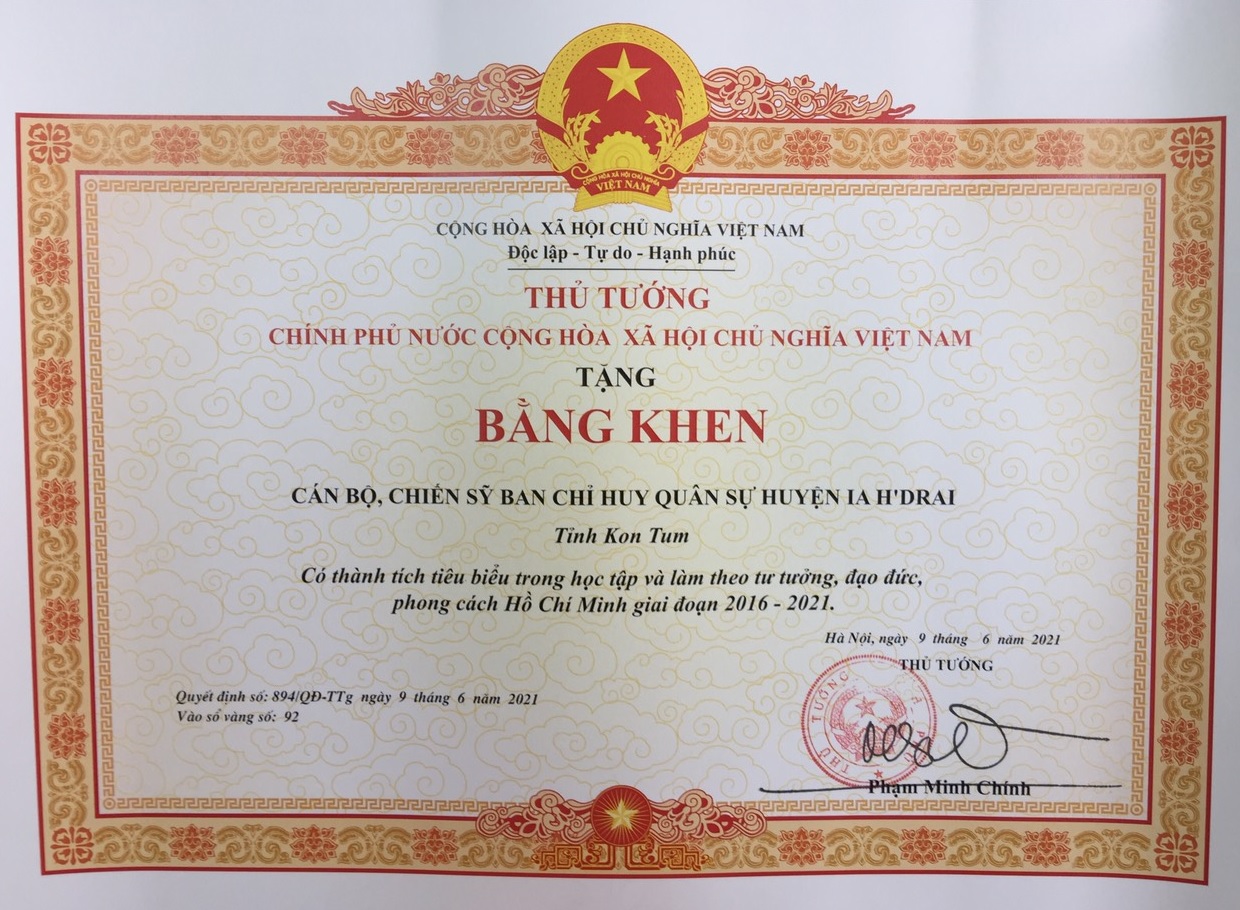 CỘNG HÒA XÃ HỘI CHỦ NGHĨA
VIỆT NAM
CỘNG HÒA XÃ HỘI CHỦ NGHĨA VIỆT NAM
Độc lập - Tự do - Hạnh phúc
THỦ TƯỚNG
CHÍNH PHỦ NƯỚC CỘNG HÒA XÃ HỘI CHỦ NGHĨA VIỆT NAM
TẶNG
BẰNG KHEN
CÁN BỘ, CHIẾN SỸ BAN CHỈ HUY QUÂN SỰ HUYỆN IA H'DRAI
Tỉnh Kon Tum
Có thành tích tiêu biểu trong học tập và làm theo tư tưởng, đạo đức,
phong cách Hồ Chí Minh giai đoạn 2016 - 2021.
Hà Nội, ngày 9 tháng 6 năm 2021
THỦ TƯỚNG
Quyết định số: 894/QĐ-TTg ngày 9 tháng 6 năm 2021
Vào sổ vàng số: 92
THỦ TƯỚNG
Phạm Minh Chính